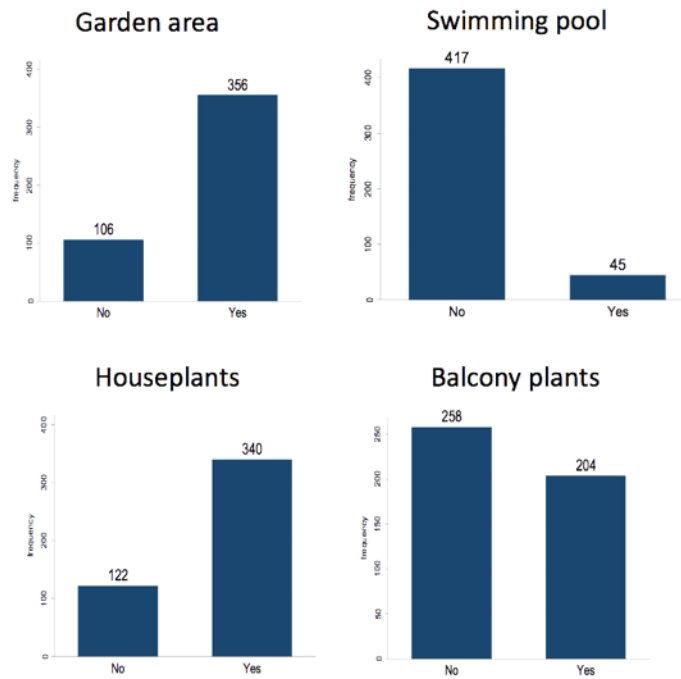 Garden area
400
300
200
100
0
frequency
106
356
No
Yes
Swimming pool
400
300
200
100
0
frequency
417
45
No
Yes
Houseplants
400
300
200
100
0
frequency
122
340
No
Yes
Balcony plants
250
200
150
100
50
0
frequency
258
204
No
Yes